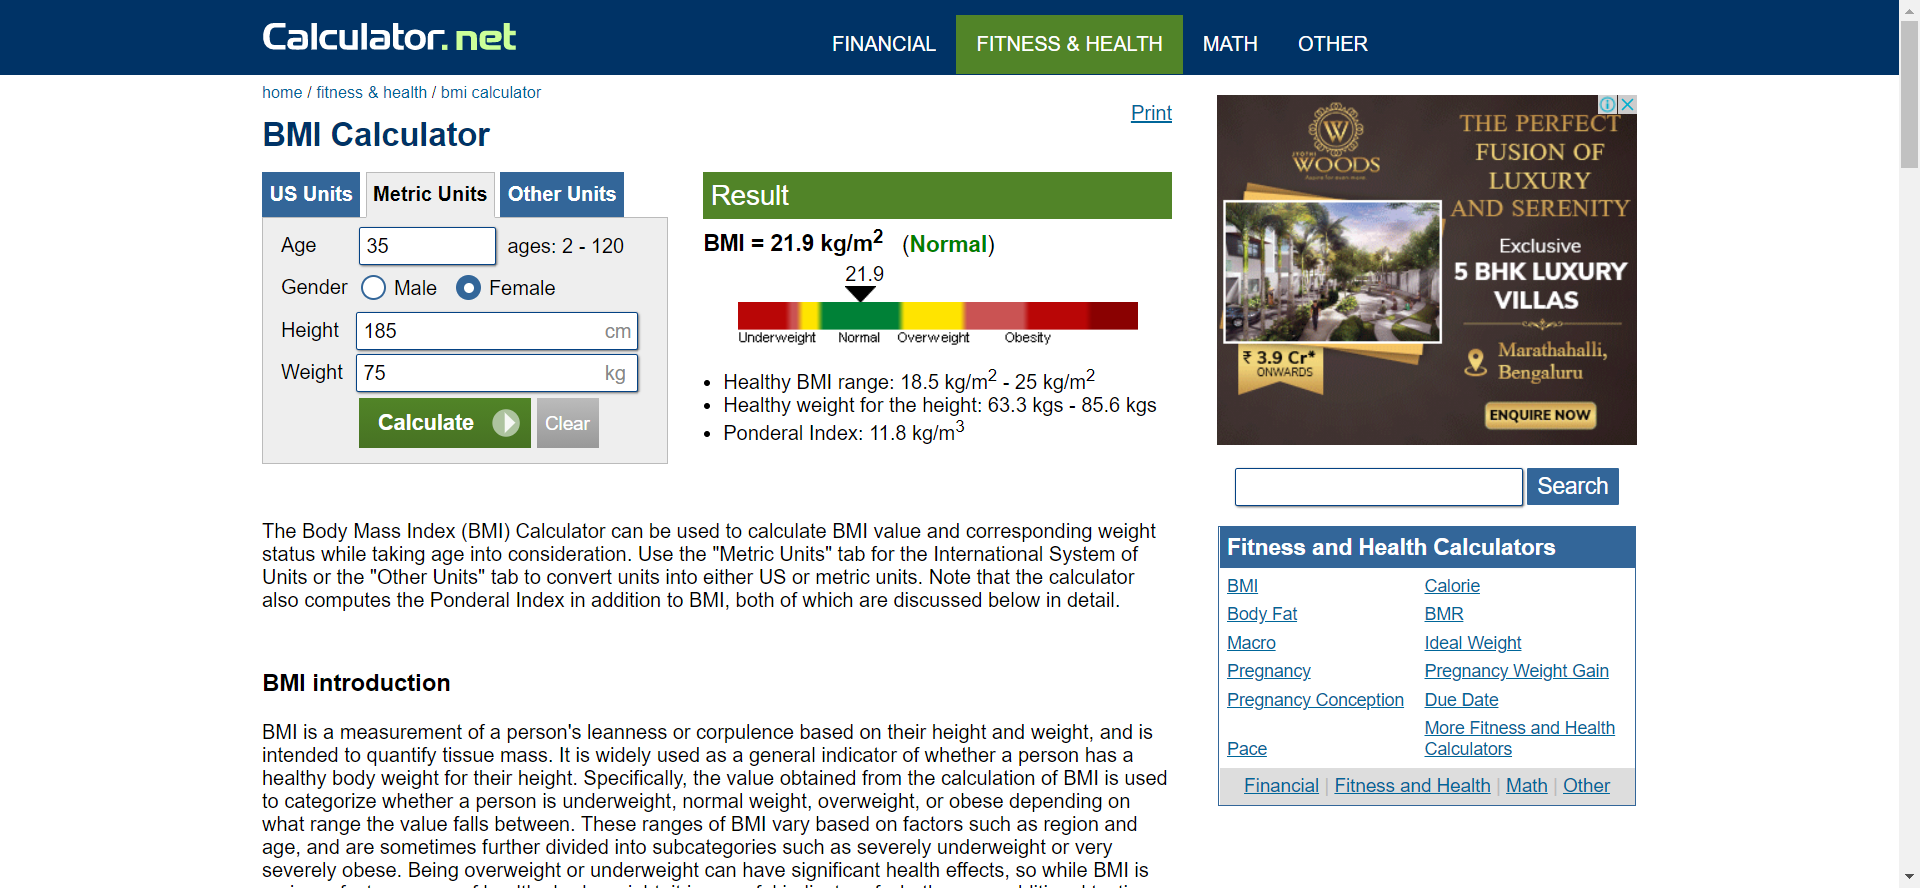 Calculator.net
FINANCIAL
FITNESS & HEALTH
MATH
OTHER
home / fitness & health / bmi calculator
Print
BMI Calculator
US Units
Metric Units
Other Units
Age
35
ages: 2 - 120
Gender
Male
Female
Height
185
cm
Weight
75
kg
Calculate
Clear
Result
BMI = 21.9 kg/m2 (Normal)
21.9
Underweight
Normal
Overweight
Obesity
• Healthy BMI range: 18.5 kg/m2 - 25 kg/m2
• Healthy weight for the height: 63.3 kgs - 85.6 kgs
• Ponderal Index: 11.8 kg/m3
The Body Mass Index (BMI) Calculator can be used to calculate BMI value and corresponding weight
status while taking age into consideration. Use the "Metric Units" tab for the International System of
Units or the "Other Units" tab to convert units into either US or metric units. Note that the calculator
also computes the Ponderal Index in addition to BMI, both of which are discussed below in detail.
BMI introduction
BMI is a measurement of a person's leanness or corpulence based on their height and weight, and is
intended to quantify tissue mass. It is widely used as a general indicator of whether a person has a
healthy body weight for their height. Specifically, the value obtained from the calculation of BMI is used
to categorize whether a person is underweight, normal weight, overweight, or obese depending on
what range the value falls between. These ranges of BMI vary based on factors such as region and
age, and are sometimes further divided into subcategories such as severely underweight or very
severely obese. Being overweight or underweight can have significant health effects, so while BMI is
WOODS
THE PERFECT
FUSION OF
LUXURY
AND SERENITY
Exclusive
5 BHK LUXURY
VILLAS
₹ 3.9 Cr*
ONWARDS
Marathahalli,
Bengaluru
ENQUIRE NOW
Search
Fitness and Health Calculators
BMI
Calorie
Body Fat
BMR
Macro
Ideal Weight
Pregnancy
Pregnancy Weight Gain
Pregnancy Conception
Due Date
Pace
More Fitness and Health
Calculators
Financial | Fitness and Health | Math | Other